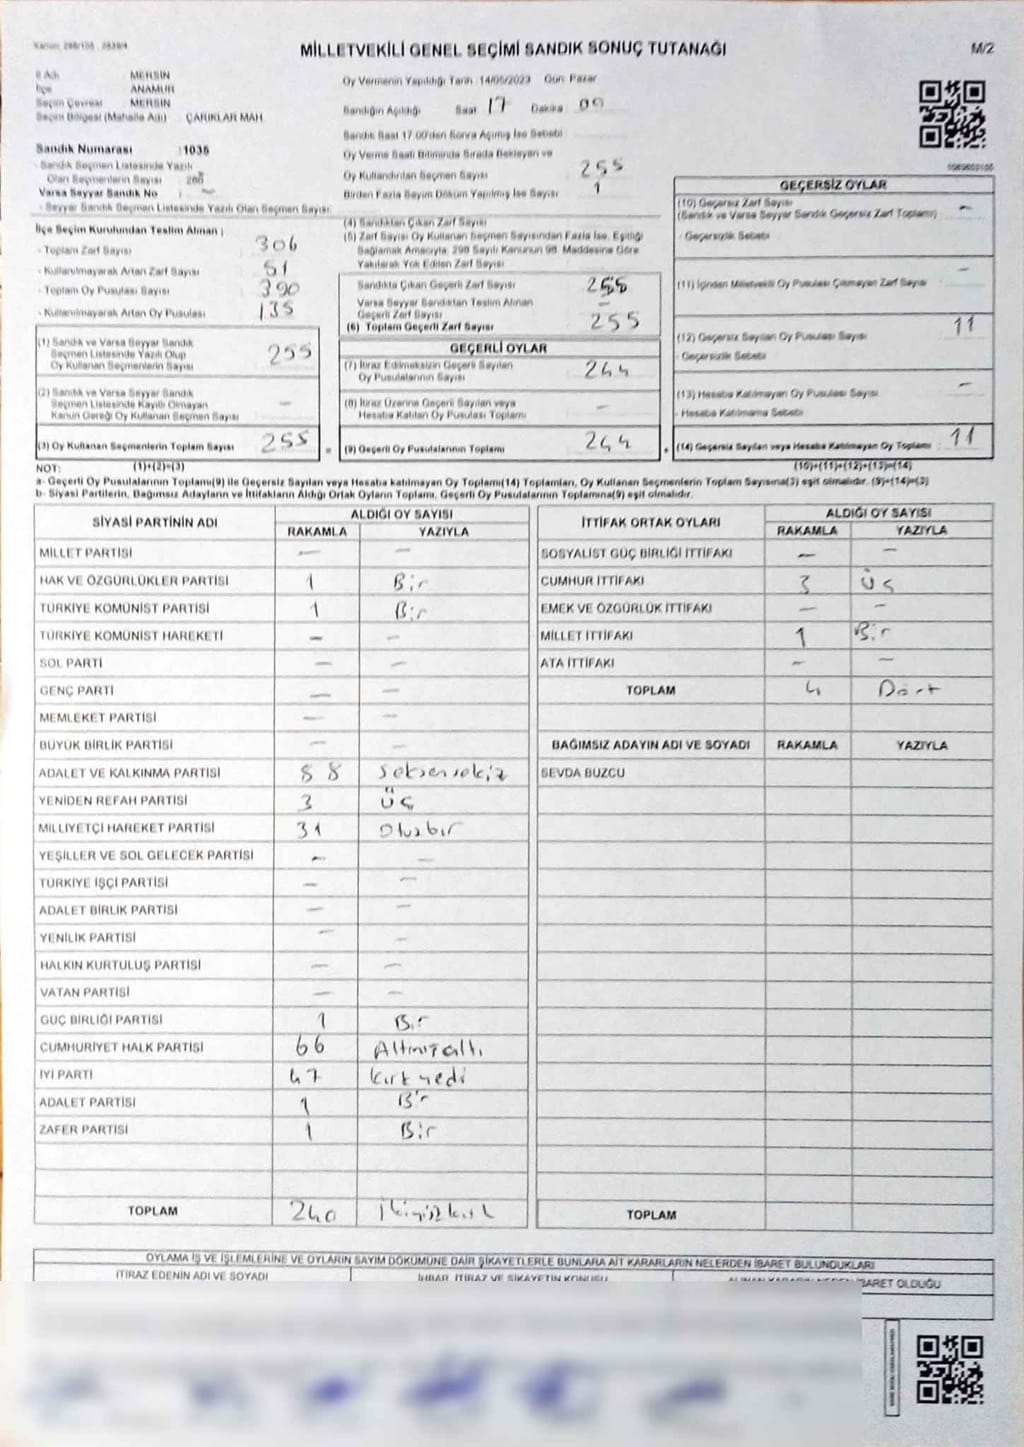 MİLLETVEKİLİ GENEL SEÇİMİ SANDIK SONUÇ TUTANAĞI
M/2
İl Adı MERSİN
İlçe ANAMUR
Seçim Çevresi MERSİN
Seçim Bölgesi (Mahalle Adı) ÇARIKLAR MAH.
Oy Vermenin Yapıldığı Tarih 14/05/2023 Gün Pazar
Sandığın Açıldığı Saat 17 Dakika 00
Sandık Saat 17.00'den Sonra Açımış İse Sebebi
Sandık Numarası : 1035
- Sandık Seçmen Listesinde Yazılı
Olan Seçmenlerin Sayısı
Varsa Seyyar Sandık No : -
- Seyyar Sandık Seçmen Listesinde Yazılı Olan Seçmen Sayısı:
Oy Verme Saati Bitiminde Sırada Bekleyen ve
Oy Kullandırılan Seçmen Sayısı 255
Birden Fazla Sayım Döküm Yapılmış İse Sayısı 1
İlçe Seçim Kurulundan Teslim Alınan ;
- Toplam Zarf Sayısı 306
- Kullanılmayarak Artan Zarf Sayısı 51
- Toplam Oy Pusulası Sayısı 390
- Kullanılmayarak Artan Oy Pusulası 135
(4) Sandıktan Çıkan Zarf Sayısı
(5) Zarf Sayısı Oy Kullanan Seçmen Sayısından Fazla İse, Eşitliği
Sağlamak Amacıyla, 298 Sayılı Kanunun 98. Maddesine Göre
Yakılarak Yok Edilen Zarf Sayısı
Sandıkta Çıkan Geçerli Zarf Sayısı 255
Varsa Seyyar Sandıktan Teslim Alınan
Geçerli Zarf Sayısı -
(6) Toplam Geçerli Zarf Sayısı 255
GEÇERSİZ OYLAR
(10) Geçersiz Zarf Sayısı -
(Sandık ve Varsa Seyyar Sandık Geçersiz Zarf Toplamı)
- Geçersizlik Sebebi
(11) İçinden Milletvekili Oy Pusulası Çıkmayan Zarf Sayısı -
(12) Geçersiz Sayılan Oy Pusulası Sayısı 11
- Geçersizlik Sebebi
(13) Hesaba Katılmayan Oy Pusulası Sayısı -
- Hesaba Katılmama Sebebi
(14) Geçersiz Sayılan veya Hesaba Katılmayan Oy Toplamı : 11
(1) Sandık ve Varsa Seyyar Sandık
Seçmen Listesinde Yazılı Olup
Oy Kullanan Seçmenlerin Sayısı 255
(2) Sandık ve Varsa Seyyar Sandık
Seçmen Listesinde Kayıtlı Olmayan
Kanun Gereği Oy Kullanan Seçmen Sayısı -
(3) Oy Kullanan Seçmenlerin Toplam Sayısı 255
GEÇERLİ OYLAR
(7) İtiraz Edilmeksizin Geçerli Sayılan
Oy Pusulalarının Sayısı 244
(8) İtiraz Üzerine Geçerli Sayılan veya
Hesaba Katılan Oy Pusulası Toplamı -
(9) Geçerli Oy Pusulalarının Toplamı 244
NOT: (1)+(2)=(3) (10)+(11)+(12)+(13)=(14)
a- Geçerli Oy Pusulalarının Toplamı(9) ile Geçersiz Sayılan veya Hesaba katılmayan Oy Toplamı(14) Toplamları, Oy Kullanan Seçmenlerin Toplam Sayısına(3) eşit olmalıdır. (9)+(14)=(3)
b- Siyasi Partilerin, Bağımsız Adayların ve İttifakların Aldığı Ortak Oyların Toplamı, Geçerli Oy Pusulalarının Toplamına(9) eşit olmalıdır.
SİYASİ PARTİNİN ADI ALDIĞI OY SAYISI
RAKAMLA YAZIYLA
MİLLET PARTİSİ - -
HAK VE ÖZGÜRLÜKLER PARTİSİ 1 Bir
TÜRKİYE KOMÜNİST PARTİSİ 1 Bir
TÜRKİYE KOMÜNİST HAREKETİ - -
SOL PARTİ - -
GENÇ PARTİ - -
MEMLEKET PARTİSİ - -
BÜYÜK BİRLİK PARTİSİ - -
ADALET VE KALKINMA PARTİSİ 88 Seksensekiz
YENİDEN REFAH PARTİSİ 3 Üç
MİLLİYETÇİ HAREKET PARTİSİ 31 Otuzbir
YEŞİLLER VE SOL GELECEK PARTİSİ - -
TÜRKİYE İŞÇİ PARTİSİ - -
ADALET BİRLİK PARTİSİ - -
YENİLİK PARTİSİ - -
HALKIN KURTULUŞ PARTİSİ - -
VATAN PARTİSİ - -
GÜÇ BİRLİĞİ PARTİSİ 1 Bir
CUMHURİYET HALK PARTİSİ 66 Altmışaltı
İYİ PARTİ 47 Kırkyedi
ADALET PARTİSİ 1 Bir
ZAFER PARTİSİ 1 Bir
TOPLAM 240 İkiyüzkırk
İTTİFAK ORTAK OYLARI ALDIĞI OY SAYISI
RAKAMLA YAZIYLA
SOSYALİST GÜÇ BİRLİĞİ İTTİFAKI - -
CUMHUR İTTİFAKI 3 Üç
EMEK VE ÖZGÜRLÜK İTTİFAKI - -
MİLLET İTTİFAKI 1 Bir
ATA İTTİFAKI - -
TOPLAM 4 Dört
BAĞIMSIZ ADAYIN ADI VE SOYADI RAKAMLA YAZIYLA
SEVDA BUZCU
TOPLAM
OYLAMA İŞ VE İŞLEMLERİNE VE OYLARIN SAYIM DÖKÜMÜNE DAİR ŞİKAYETLERLE BUNLARA AİT KARARLARIN NELERDEN İBARET BULUNDUKLARI
İTİRAZ EDENİN ADI VE SOYADI İHBAR, İTİRAZ VE ŞİKAYETİN KONUSU